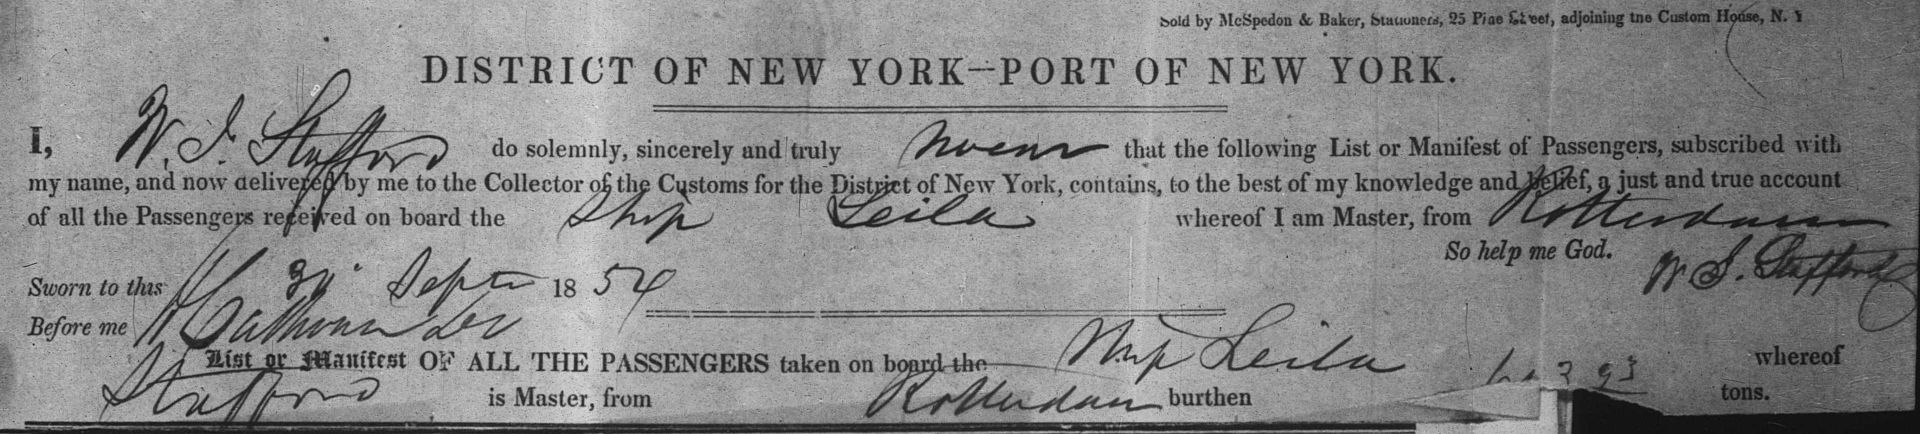 Sold by McSpedon & Baker, Stationers, 25 Pine Street, adjoining the Custom House, N. Y
DISTRICT OF NEW YORK—PORT OF NEW YORK.
I, W. J. Stafford do solemnly, sincerely and truly swear that the following List or Manifest of Passengers, subscribed with
my name, and now delivered by me to the Collector of the Customs for the District of New York, contains, to the best of my knowledge and belief, a just and true account
of all the Passengers received on board the Ship Leila whereof I am Master, from Rotterdam
So help me God. W. J. Stafford
Sworn to this 30 Sept 1854
Before me
List or Manifest OF ALL THE PASSENGERS taken on board the Ship Leila whereof
Stafford is Master, from Rotterdam burthen tons.